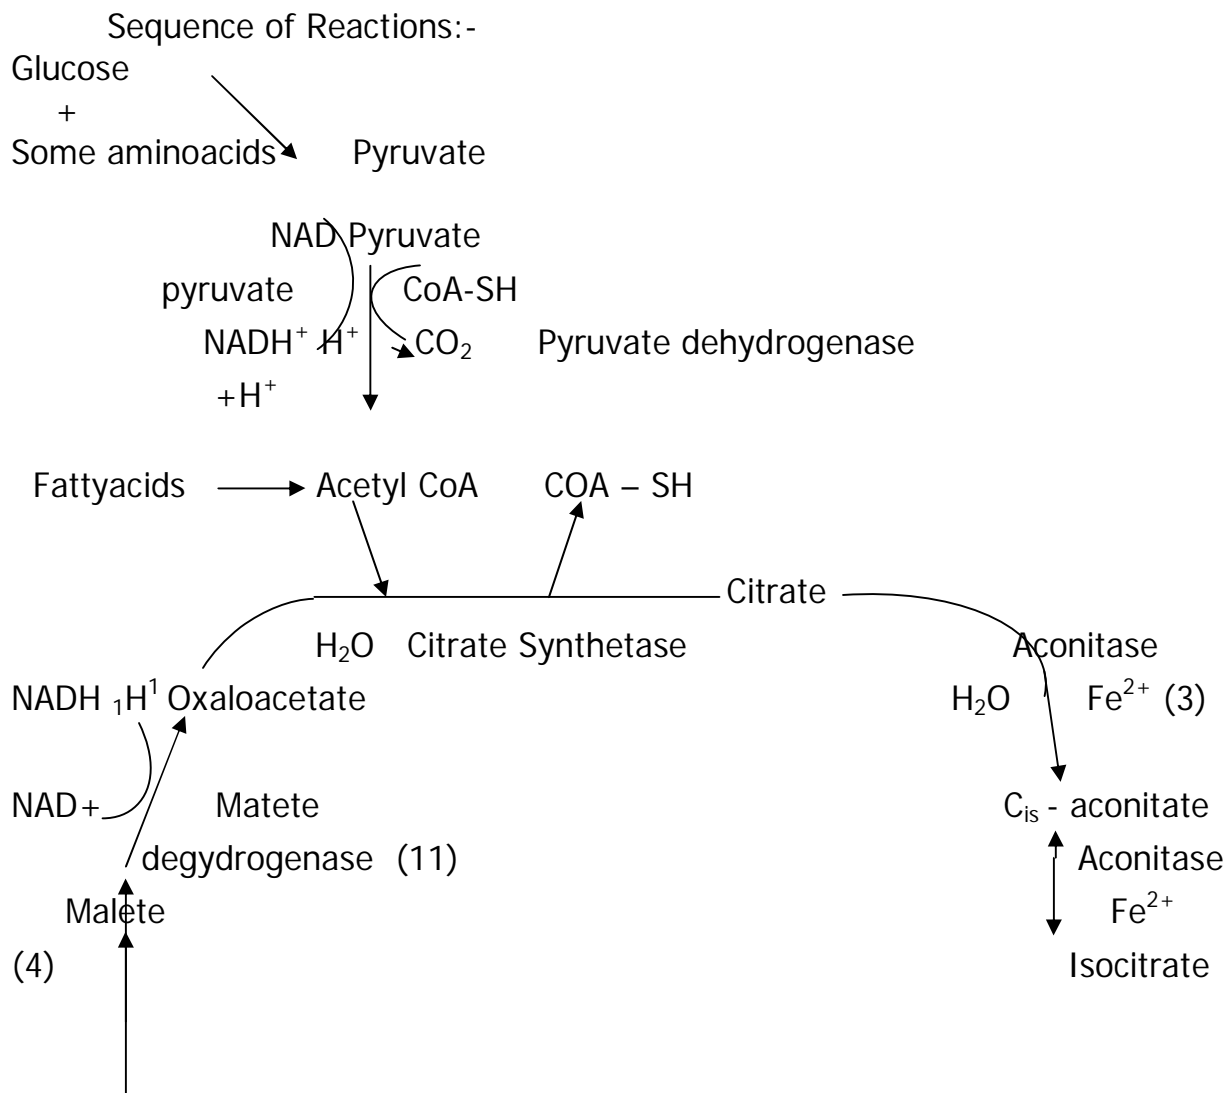 Sequence of Reactions:-
Glucose
+
Some aminoacids Pyruvate
NAD Pyruvate
pyruvate CoA-SH
NADH⁺ H⁺ CO₂ Pyruvate dehydrogenase
+H⁺
Fattyacids Acetyl CoA COA – SH
Citrate
H₂O Citrate Synthetase Aconitase
NADH ₁H¹ Oxaloacetate H₂O Fe²⁺ (3)
NAD+ Matete Cᵢₛ - aconitate
degydrogenase (11) Aconitase
Malete Fe²⁺
(4) Isocitrate